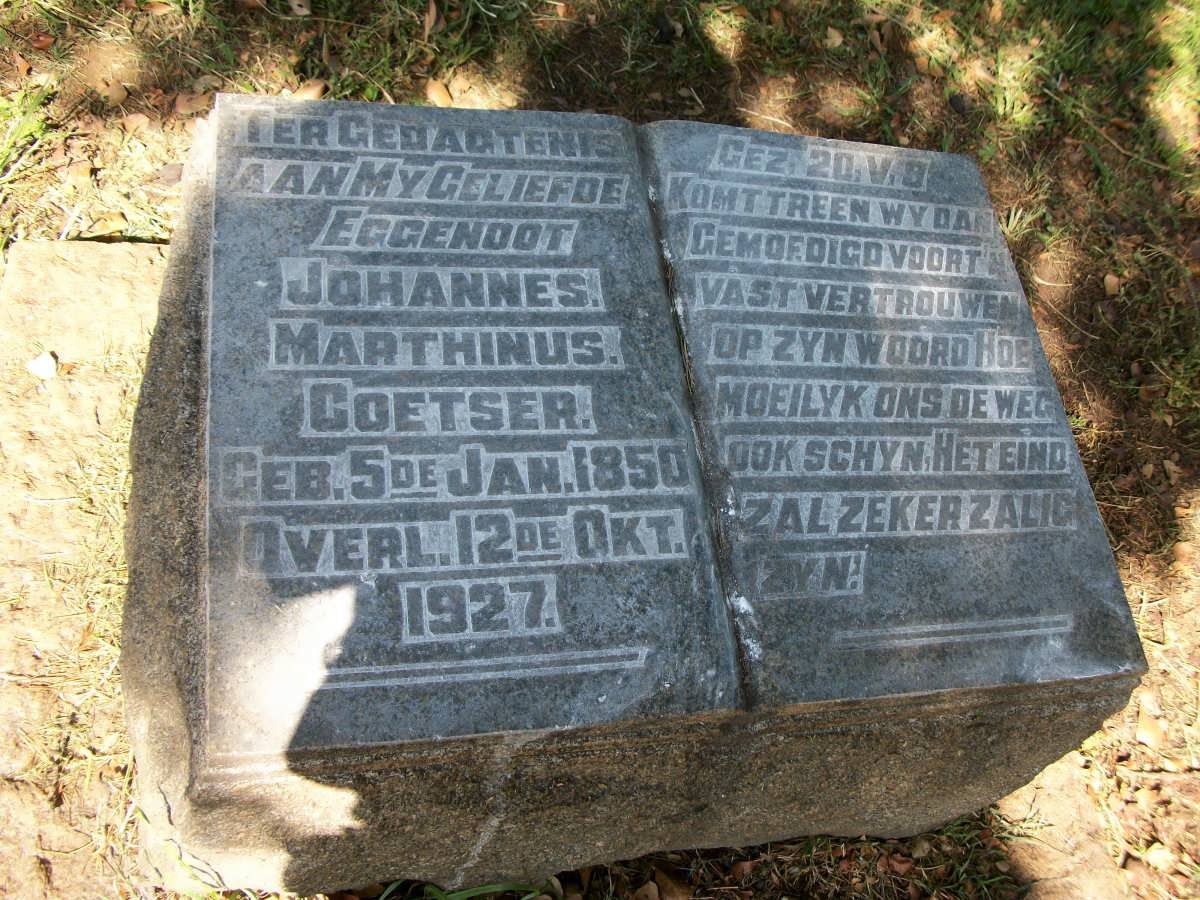 TER GEDACTENIS
AAN MY GELIEFDE
EGGENOOT
JOHANNES.
MARTHINUS.
COETSER.
GEB. 5DE JAN. 1850
OVERL. 12DE OKT.
1927.
GEZ. 20. V. 8
KOMT TREEN WY DAN
GEMOEDIGD VOORT
VAST VERTROUWEN
OP ZYN WOORD HOE
MOEILYK ONS DE WEG
OOK SCHYN. HET EIND
ZAL ZEKER ZALIG
ZYN!